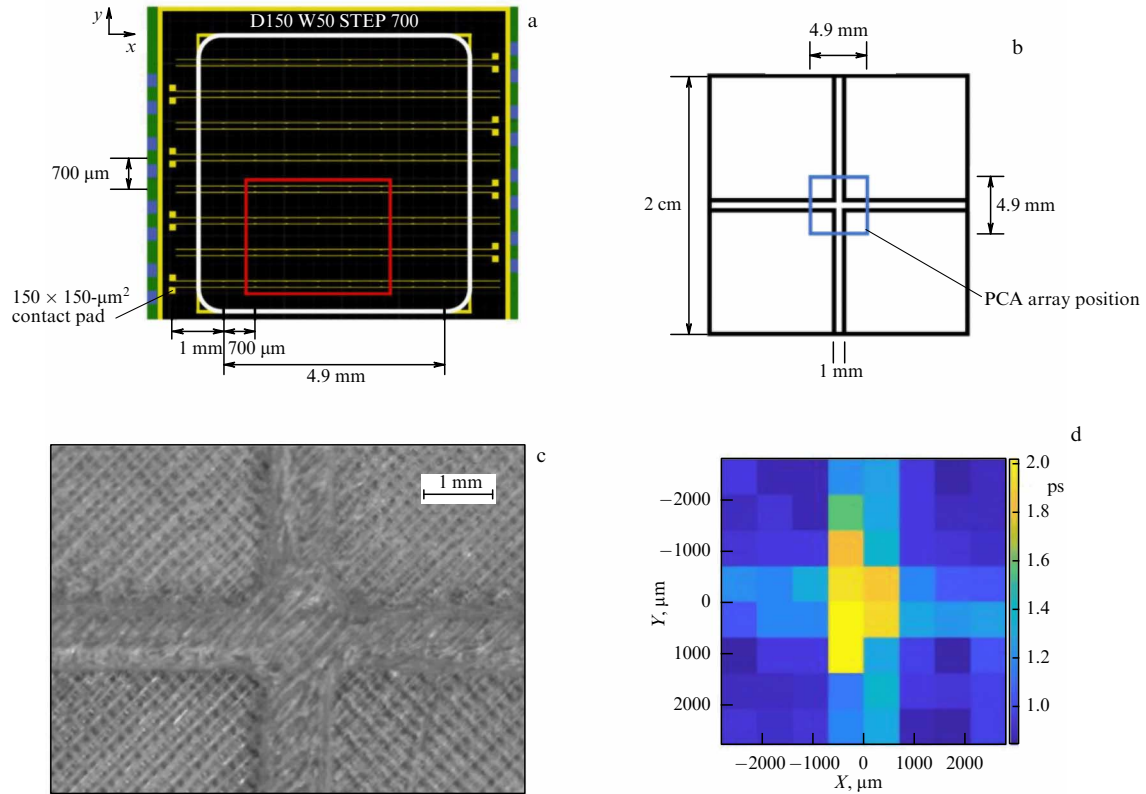 y
x
D150 W50 STEP 700
a
700 μm
150 × 150-μm²
contact pad
1 mm
700 μm
4.9 mm
b
4.9 mm
2 cm
4.9 mm
PCA array position
1 mm
c
1 mm
d
2.0
ps
1.8
1.6
1.4
1.2
1.0
−2000
−1000
0
1000
2000
Y, μm
−2000 −1000 0 1000 2000
X, μm